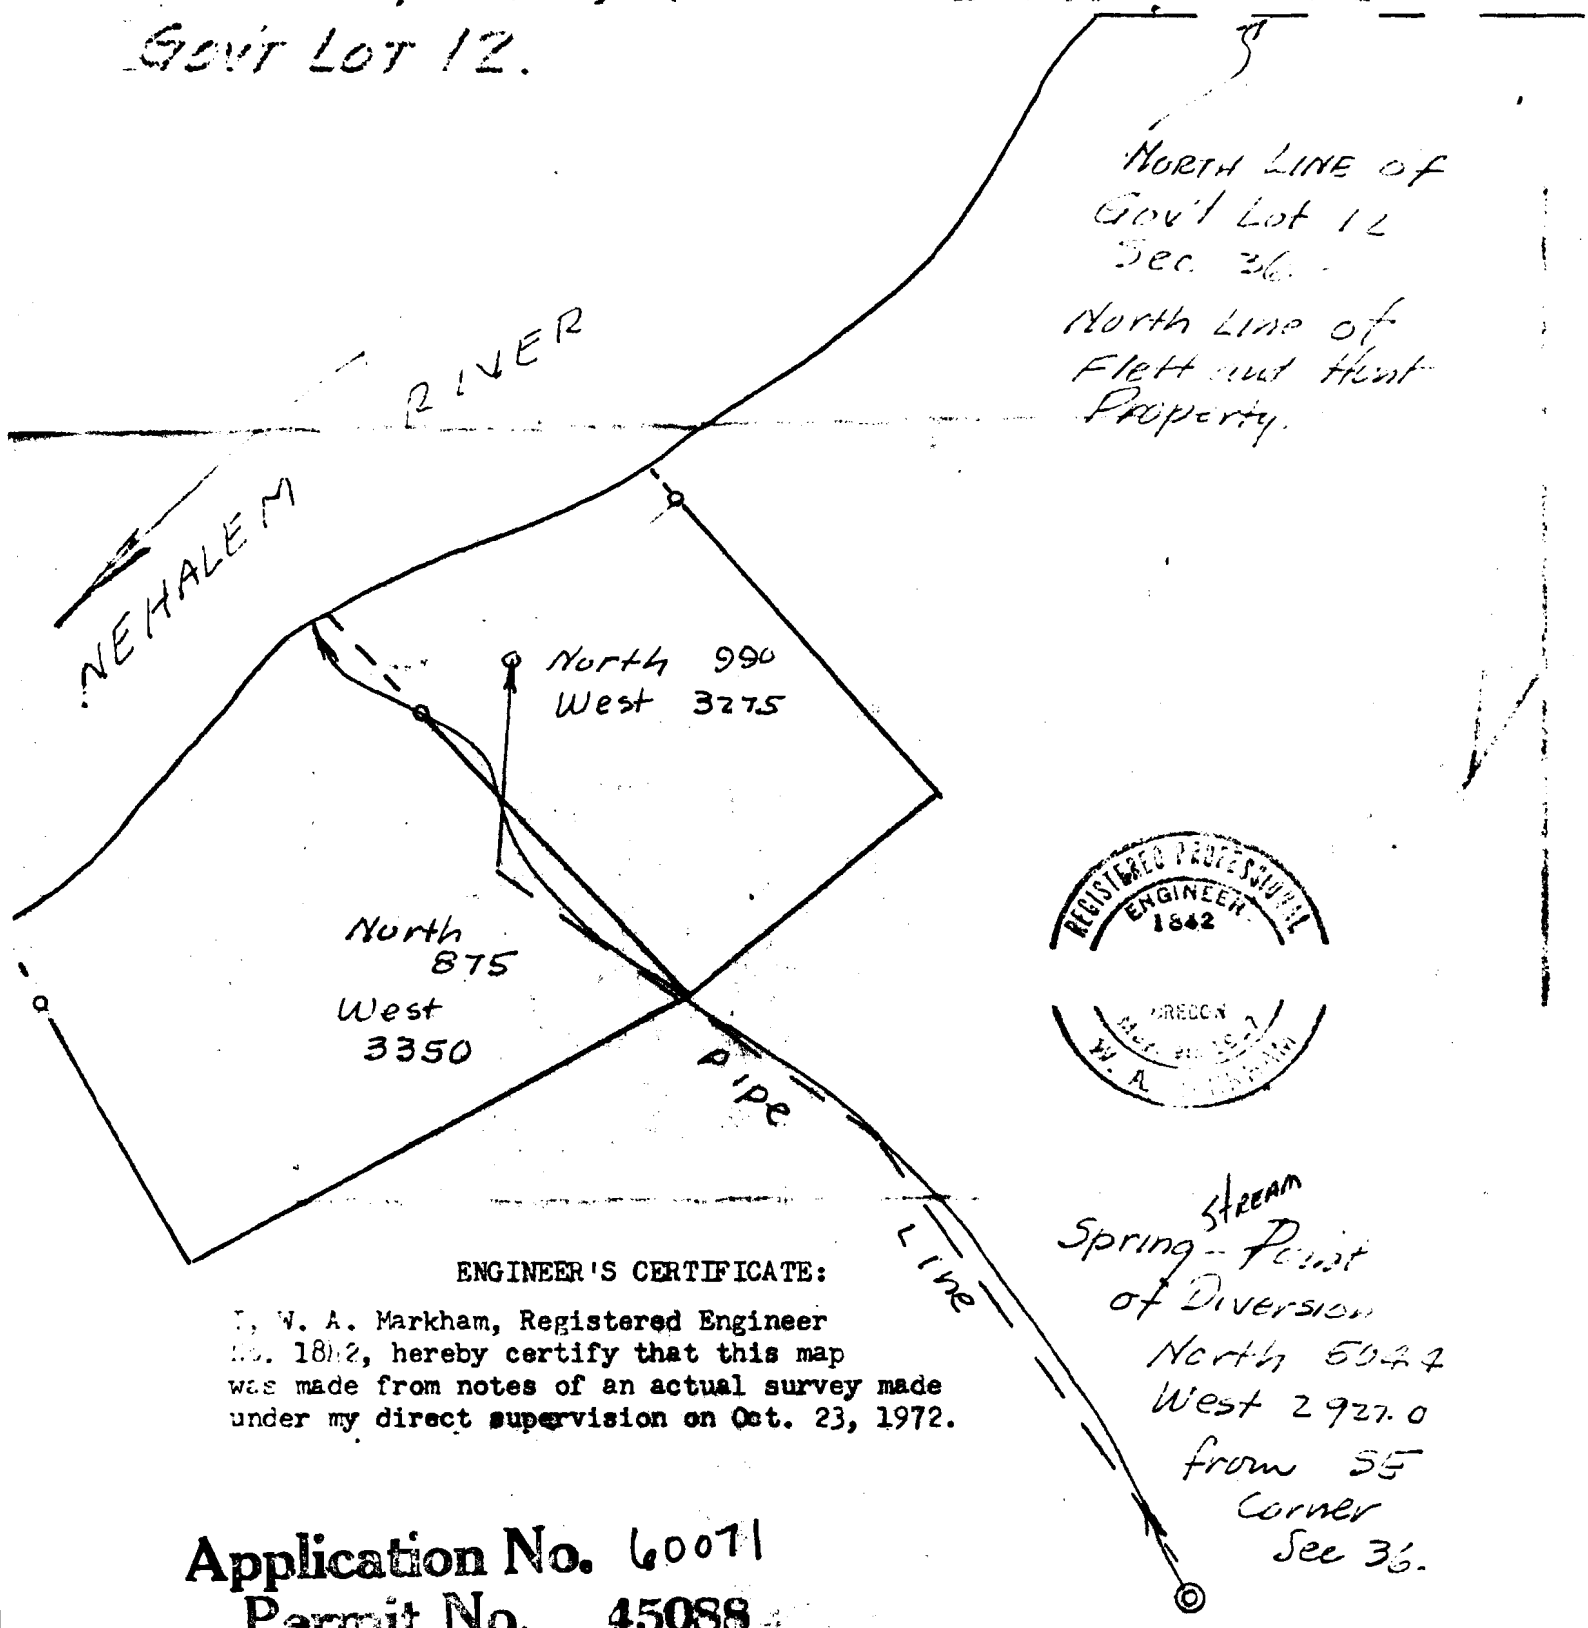 GOV'T LOT 12.
NORTH LINE OF
Gov't Lot 12
Sec. 36.
North Line of
Flett and Hunt
Property.
NEHALEM RIVER
North 990
West 3275
North
875
West
3350
REGISTERED PROFESSIONAL
ENGINEER
1842
OREGON
W. A.
Pipe
Line
STREAM
Spring - Point
of Diversion
North
West 2927.0
from SE
Corner
Sec 36.
ENGINEER'S CERTIFICATE:
I, W. A. Markham, Registered Engineer
No. 1842, hereby certify that this map
was made from notes of an actual survey made
under my direct supervision on Oct. 23, 1972.
Application No. 60071
Permit No. 45088